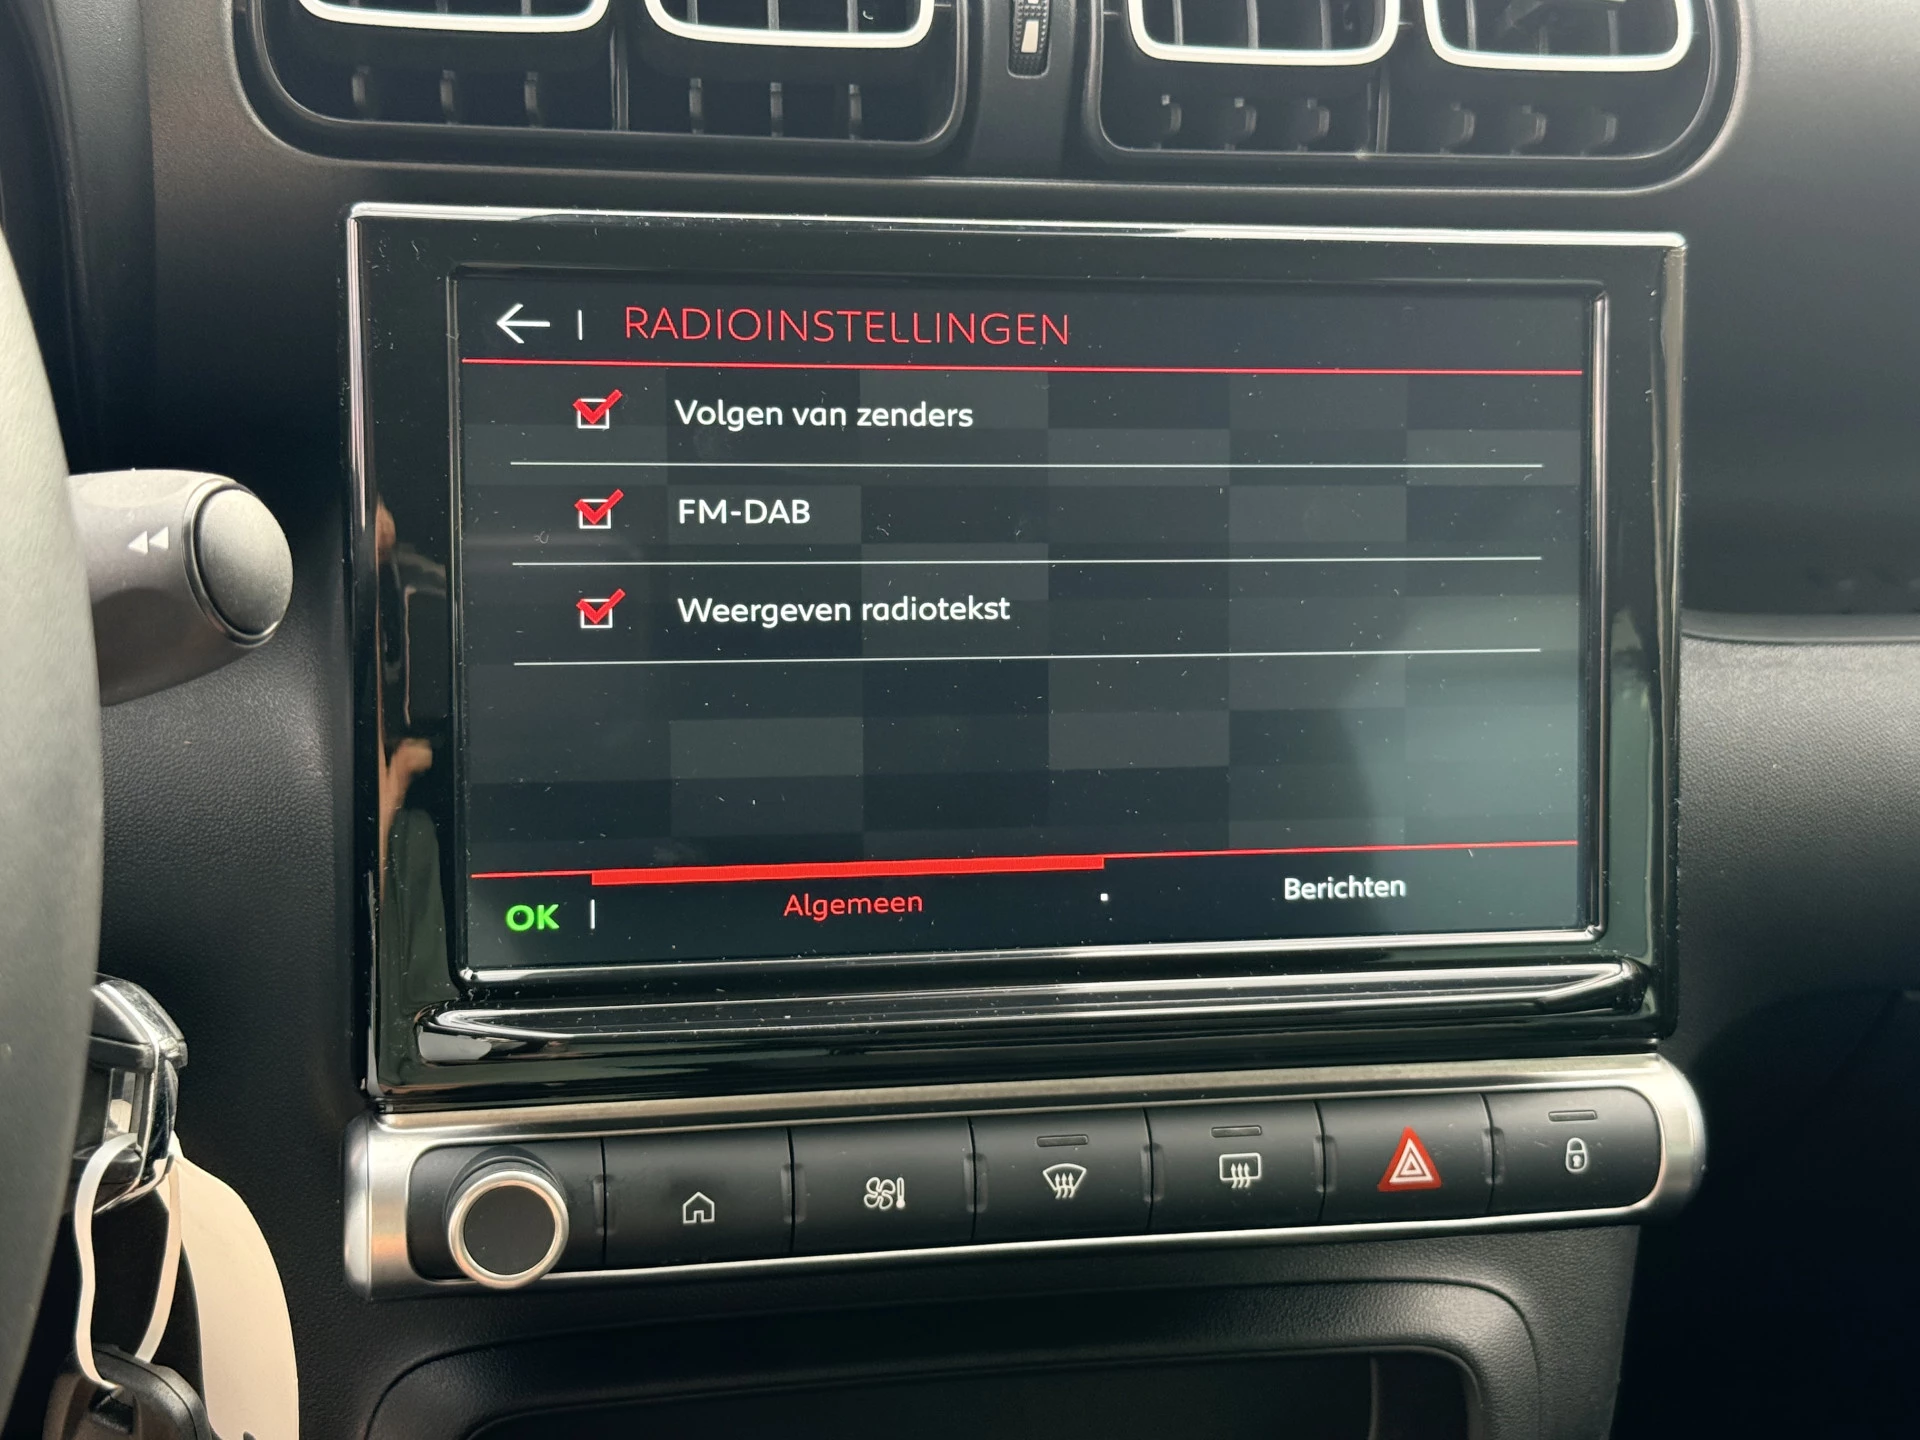 RADIOINSTELLINGEN
Volgen van zenders
FM-DAB
Weergeven radiotekst
OK
Algemeen
Berichten